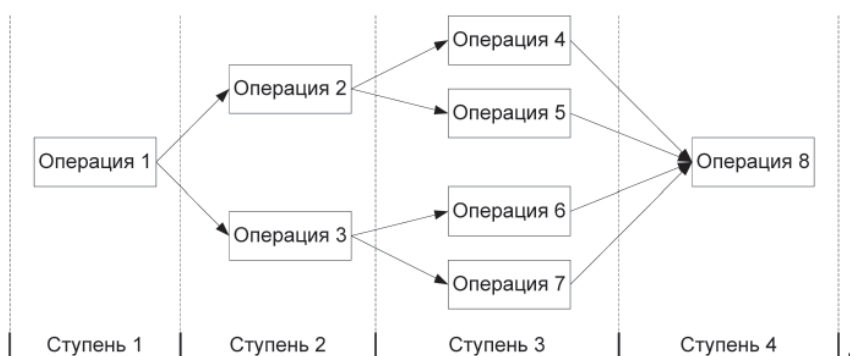 Операция 4
Операция 2
Операция 5
Операция 1
Операция 8
Операция 6
Операция 3
Операция 7
Ступень 1
Ступень 2
Ступень 3
Ступень 4